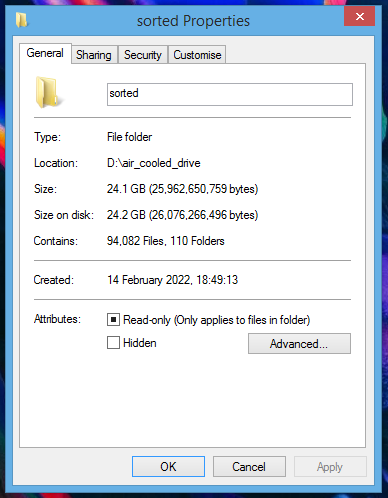 sorted Properties
General Sharing Security Customise
sorted
Type: File folder
Location: D:\air_cooled_drive
Size: 24.1 GB (25,962,650,759 bytes)
Size on disk: 24.2 GB (26,076,266,496 bytes)
Contains: 94,082 Files, 110 Folders
Created: 14 February 2022, 18:49:13
Attributes: Read-only (Only applies to files in folder)
Hidden Advanced...
OK Cancel Apply